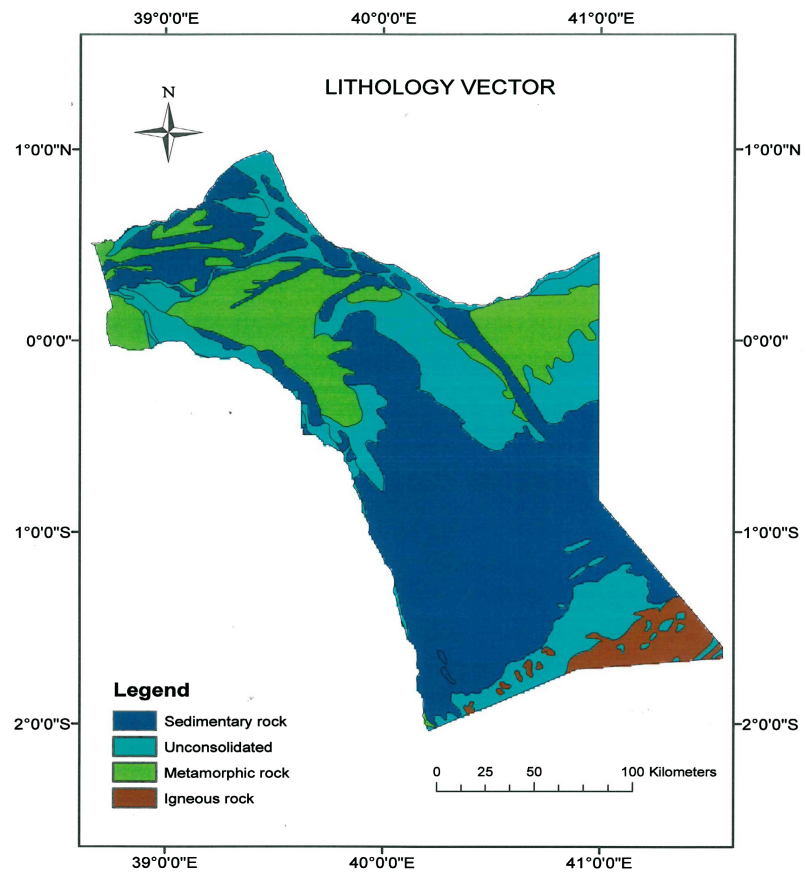 39°0'0"E 40°0'0"E 41°0'0"E
LITHOLOGY VECTOR
N
1°0'0"N 1°0'0"N
0°0'0" 0°0'0"
1°0'0"S 1°0'0"S
Legend
Sedimentary rock
2°0'0"S 2°0'0"S
Unconsolidated
Metamorphic rock
0 25 50 100 Kilometers
Igneous rock
39°0'0"E 40°0'0"E 41°0'0"E